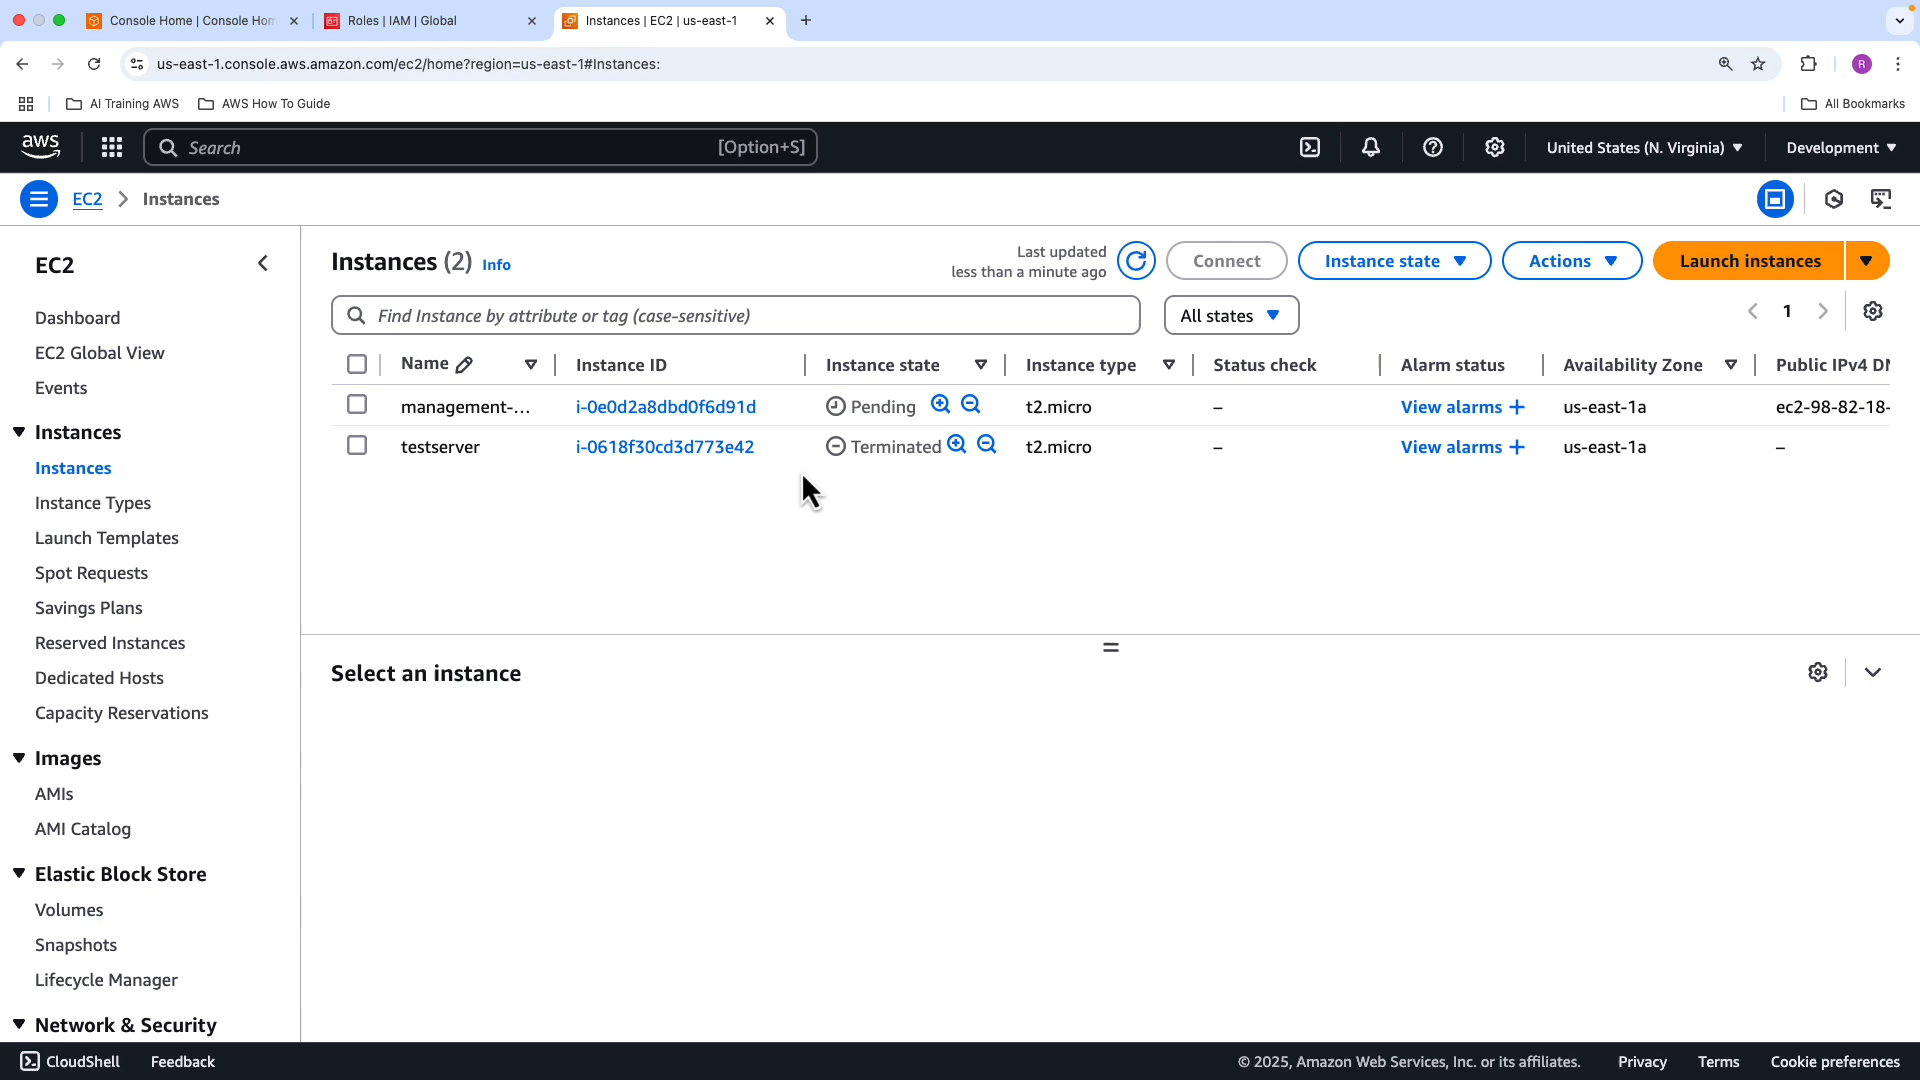 Console Home | Console Hom
Roles | IAM | Global
Instances | EC2 | us-east-1
us-east-1.console.aws.amazon.com/ec2/home?region=us-east-1#Instances:
R
AI Training AWS
AWS How To Guide
All Bookmarks
aws
Search
[Option+S]
United States (N. Virginia)
Development
EC2
Instances
EC2
Dashboard
EC2 Global View
Events
Instances
Instances
Instance Types
Launch Templates
Spot Requests
Savings Plans
Reserved Instances
Dedicated Hosts
Capacity Reservations
Images
AMIs
AMI Catalog
Elastic Block Store
Volumes
Snapshots
Lifecycle Manager
Network & Security
Instances (2) Info
Last updated
less than a minute ago
Connect
Instance state
Actions
Launch instances
Find Instance by attribute or tag (case-sensitive)
All states
1
Name Instance ID Instance state Instance type Status check Alarm status Availability Zone Public IPv4 DN
management-... i-0e0d2a8dbd0f6d91d Pending t2.micro – View alarms + us-east-1a ec2-98-82-18-
testserver i-0618f30cd3d773e42 Terminated t2.micro – View alarms + us-east-1a –
Select an instance
CloudShell
Feedback
© 2025, Amazon Web Services, Inc. or its affiliates.
Privacy
Terms
Cookie preferences